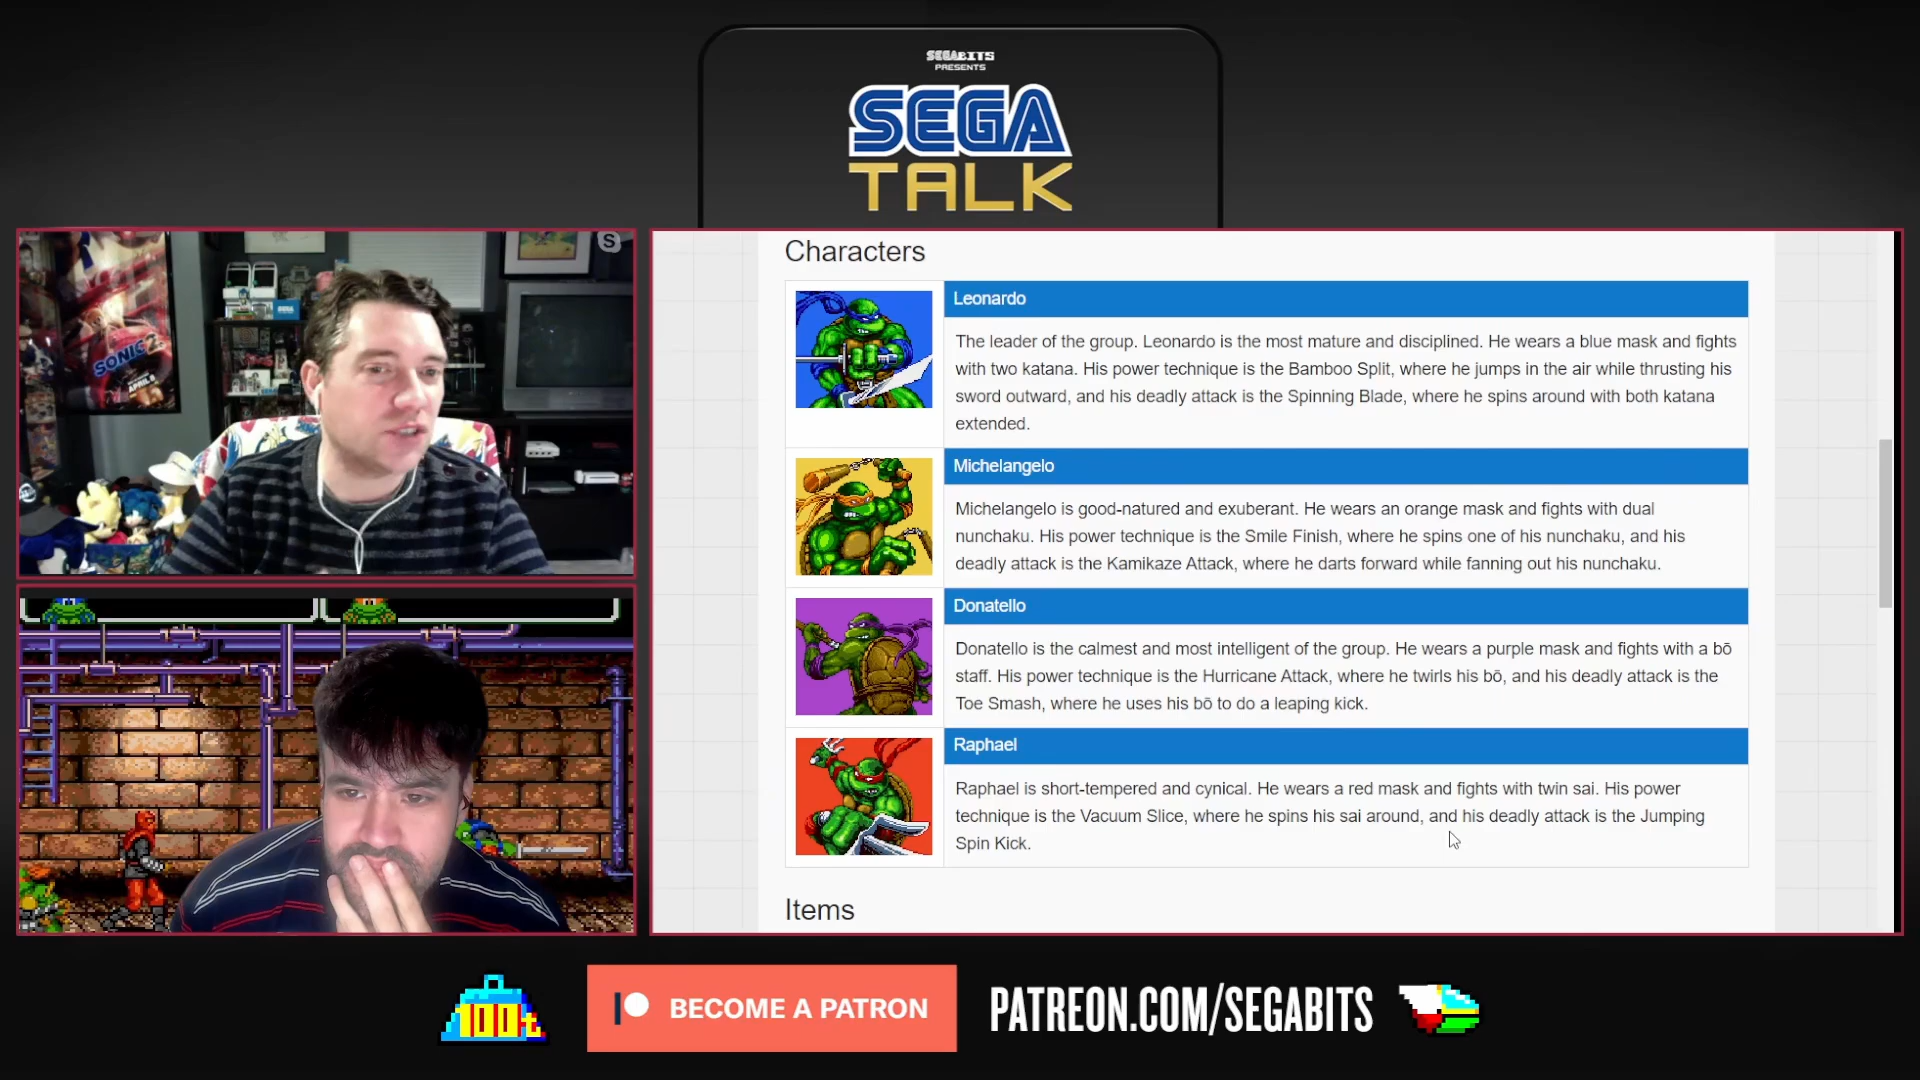 SEGABITS
PRESENTS
SEGA
TALK
S
SONIC 2
APRIL 8
SEGA
Characters
Leonardo
The leader of the group. Leonardo is the most mature and disciplined. He wears a blue mask and fights
with two katana. His power technique is the Bamboo Split, where he jumps in the air while thrusting his
sword outward, and his deadly attack is the Spinning Blade, where he spins around with both katana
extended.
Michelangelo
Michelangelo is good-natured and exuberant. He wears an orange mask and fights with dual
nunchaku. His power technique is the Smile Finish, where he spins one of his nunchaku, and his
deadly attack is the Kamikaze Attack, where he darts forward while fanning out his nunchaku.
Donatello
Donatello is the calmest and most intelligent of the group. He wears a purple mask and fights with a bō
staff. His power technique is the Hurricane Attack, where he twirls his bō, and his deadly attack is the
Toe Smash, where he uses his bō to do a leaping kick.
Raphael
Raphael is short-tempered and cynical. He wears a red mask and fights with twin sai. His power
technique is the Vacuum Slice, where he spins his sai around, and his deadly attack is the Jumping
Spin Kick.
Items
100t
BECOME A PATRON
PATREON.COM/SEGABITS